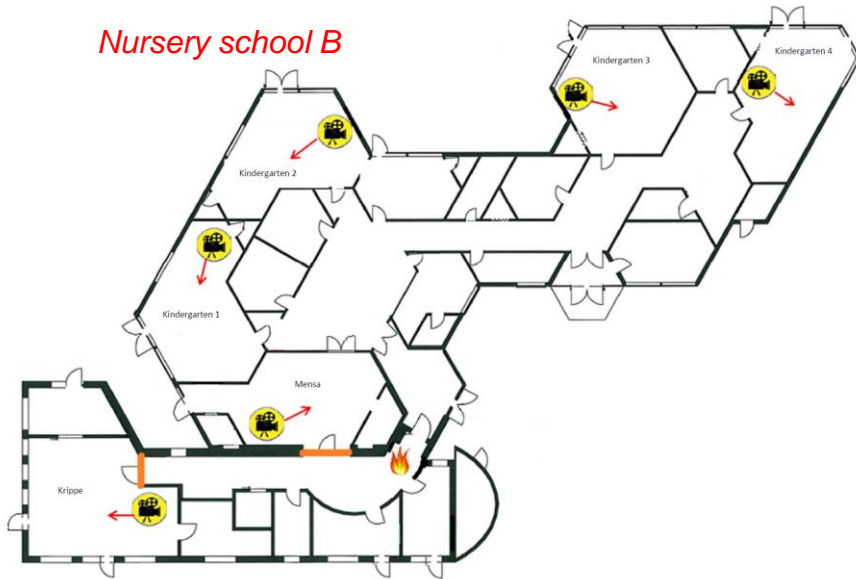 Nursery school B
Kindergarten 3
Kindergarten 4
Kindergarten 2
Kindergarten 1
Mensa
Krippe